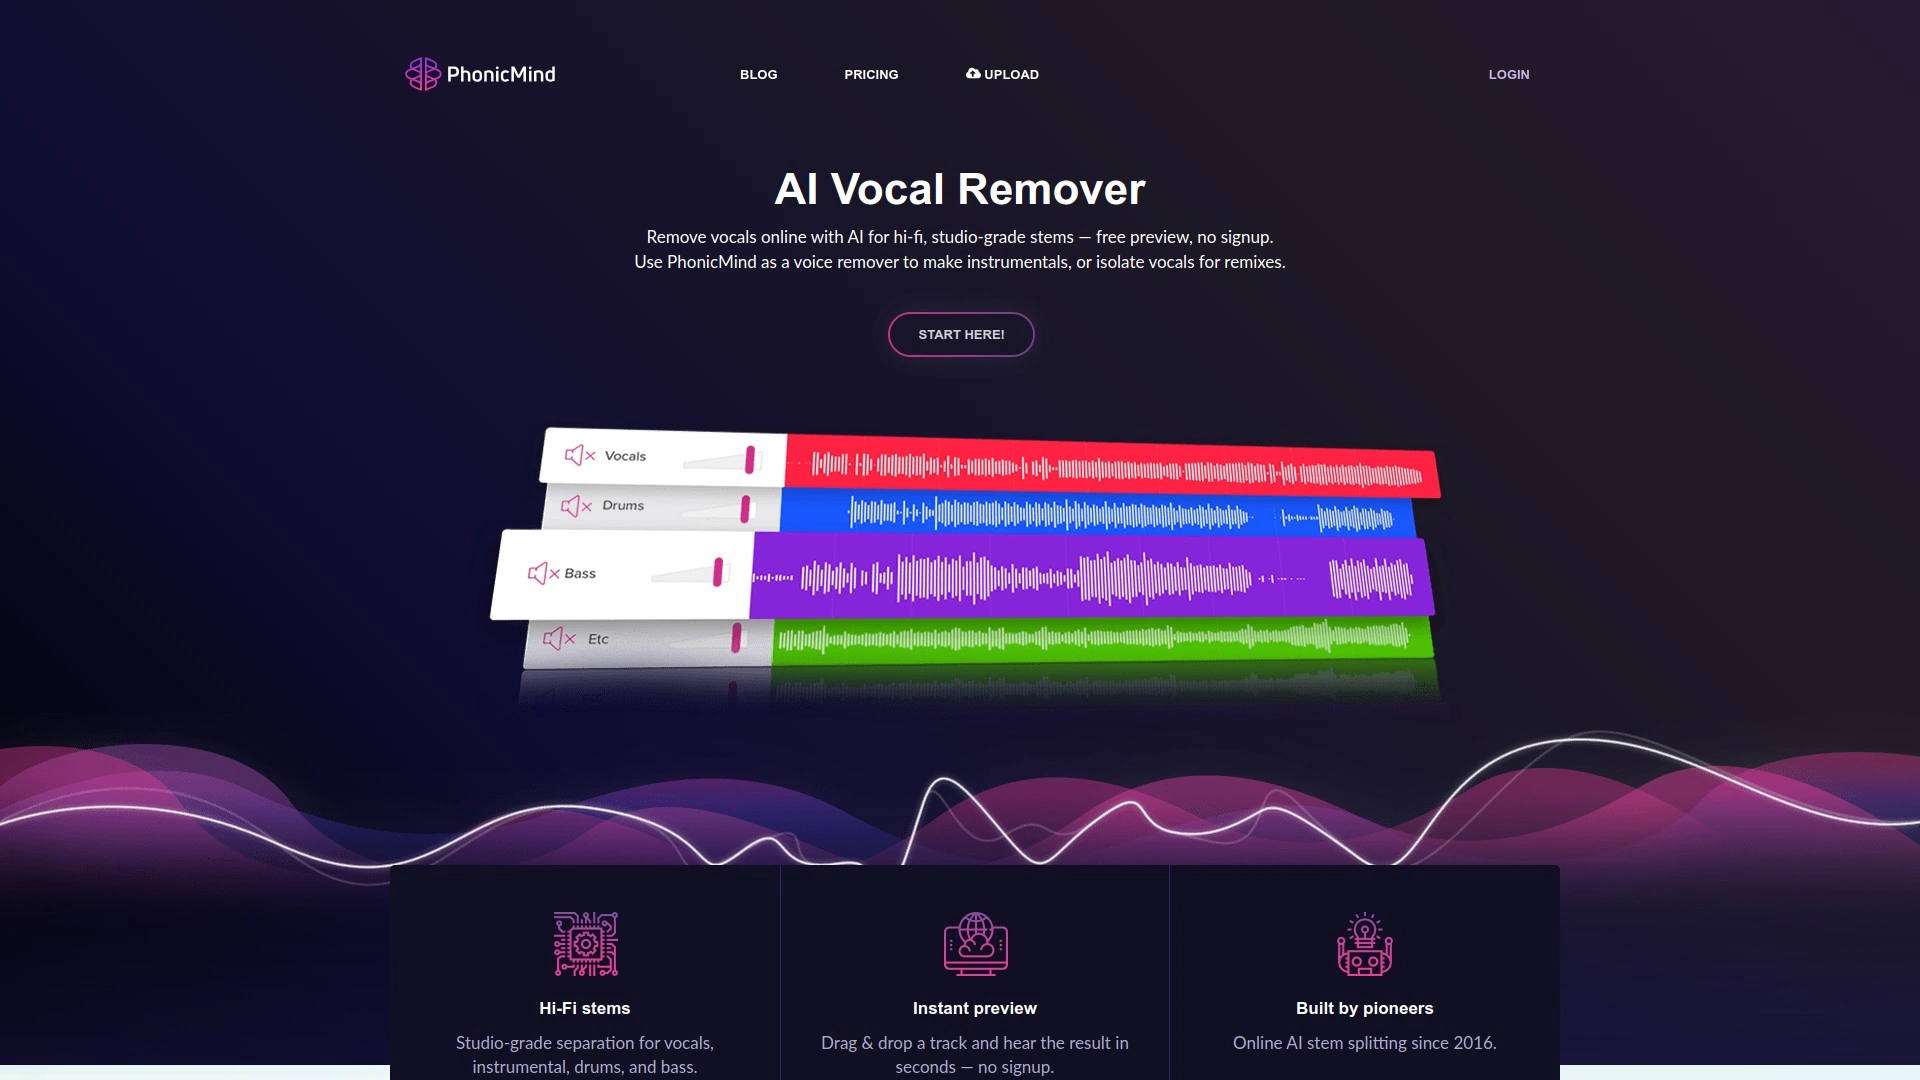 PhonicMind
BLOG
PRICING
UPLOAD
LOGIN
AI Vocal Remover
Remove vocals online with AI for hi-fi, studio-grade stems — free preview, no signup.
Use PhonicMind as a voice remover to make instrumentals, or isolate vocals for remixes.
START HERE!
Vocals
Drums
Bass
Etc
Hi-Fi stems
Studio-grade separation for vocals,
instrumental, drums, and bass.
Instant preview
Drag & drop a track and hear the result in
seconds — no signup.
Built by pioneers
Online AI stem splitting since 2016.